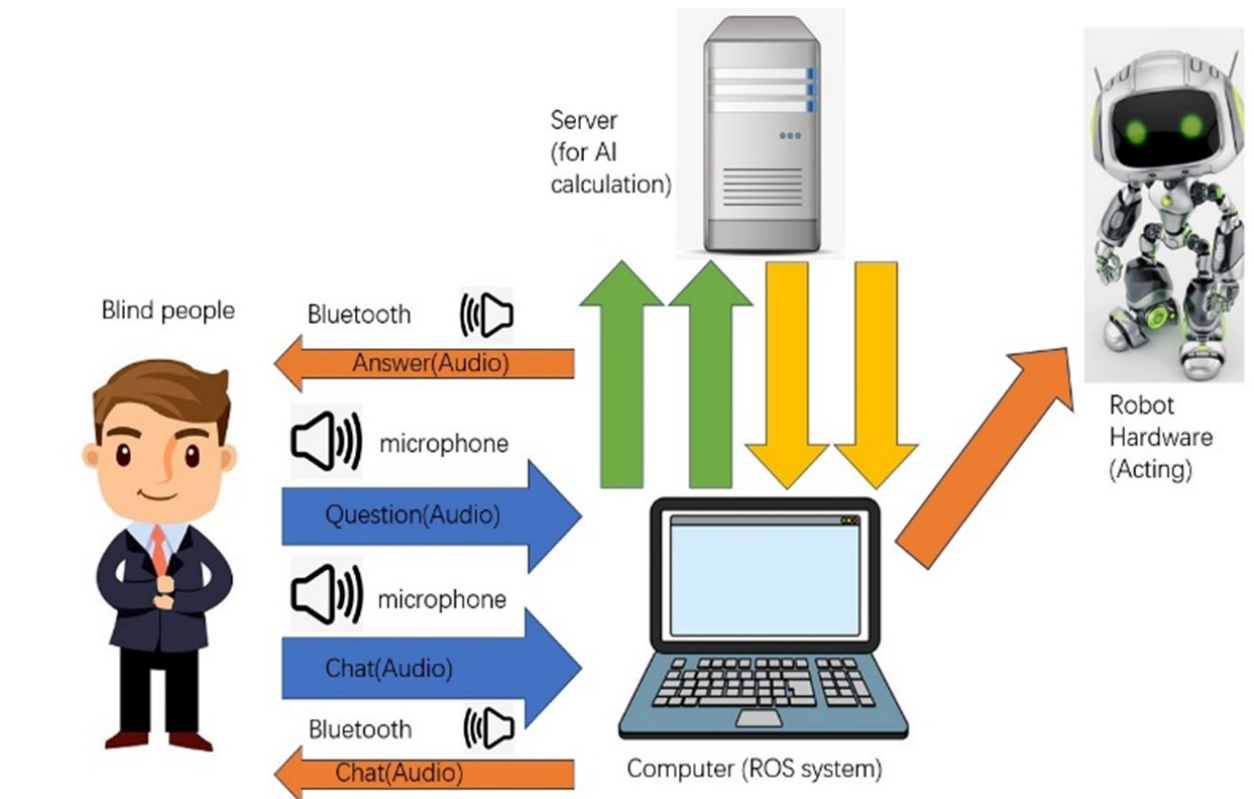 Server
(for AI
calculation)
Blind people
Bluetooth
Answer(Audio)
microphone
Question(Audio)
microphone
Chat(Audio)
Bluetooth
Chat(Audio)
Computer (ROS system)
Robot
Hardware
(Acting)